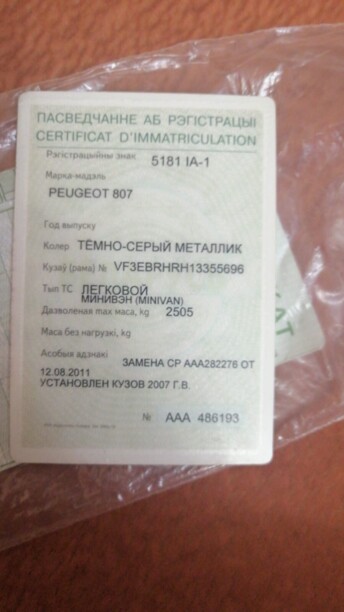 ПАСВЕДЧАННЕ АБ РЭГІСТРАЦЫІ
CERTIFICAT D'IMMATRICULATION
Рэгістрацыйны знак 5181 IA-1
Марка-мадэль
PEUGEOT 807
Год выпуску
Колер ТЁМНО-СЕРЫЙ МЕТАЛЛИК
Кузаў (рама) № VF3EBRHRH13355696
Тып ТС ЛЕГКОВОЙ
МИНИВЭН (MINIVAN)
Дазволеная max маса, kg 2505
Маса без нагрузкі, kg
Асобыя адзнакі
ЗАМЕНА СР ААА282276 ОТ
12.08.2011
УСТАНОВЛЕН КУЗОВ 2007 Г.В.
№ ААА 486193